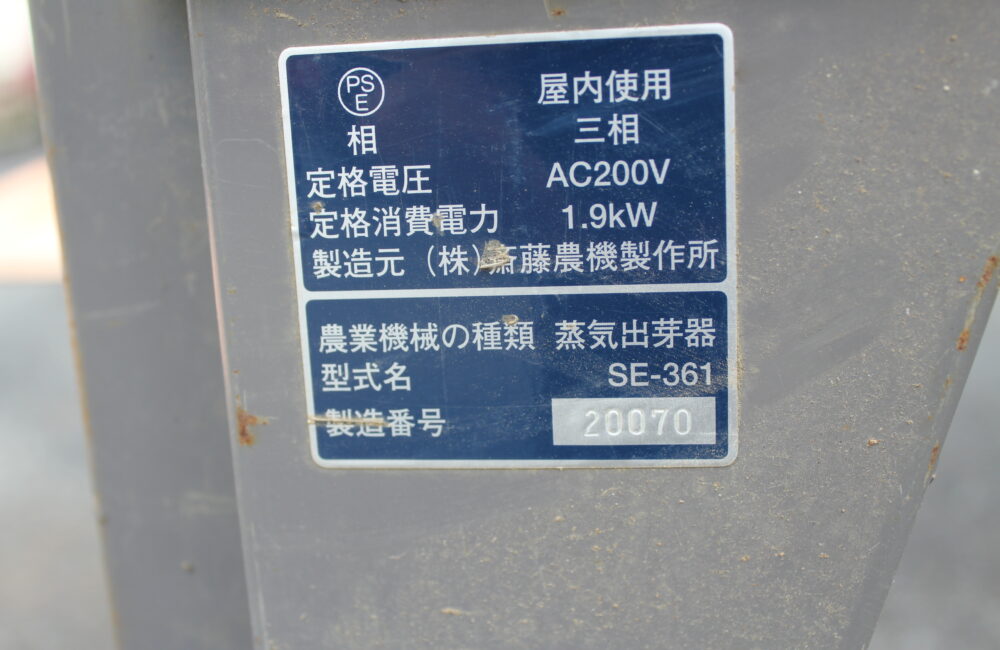 PSE 屋内使用
相 三相
定格電圧 AC200V
定格消費電力 1.9kW
製造元 (株)斎藤農機製作所
農業機械の種類 蒸気出芽器
型式名 SE-361
製造番号 20070